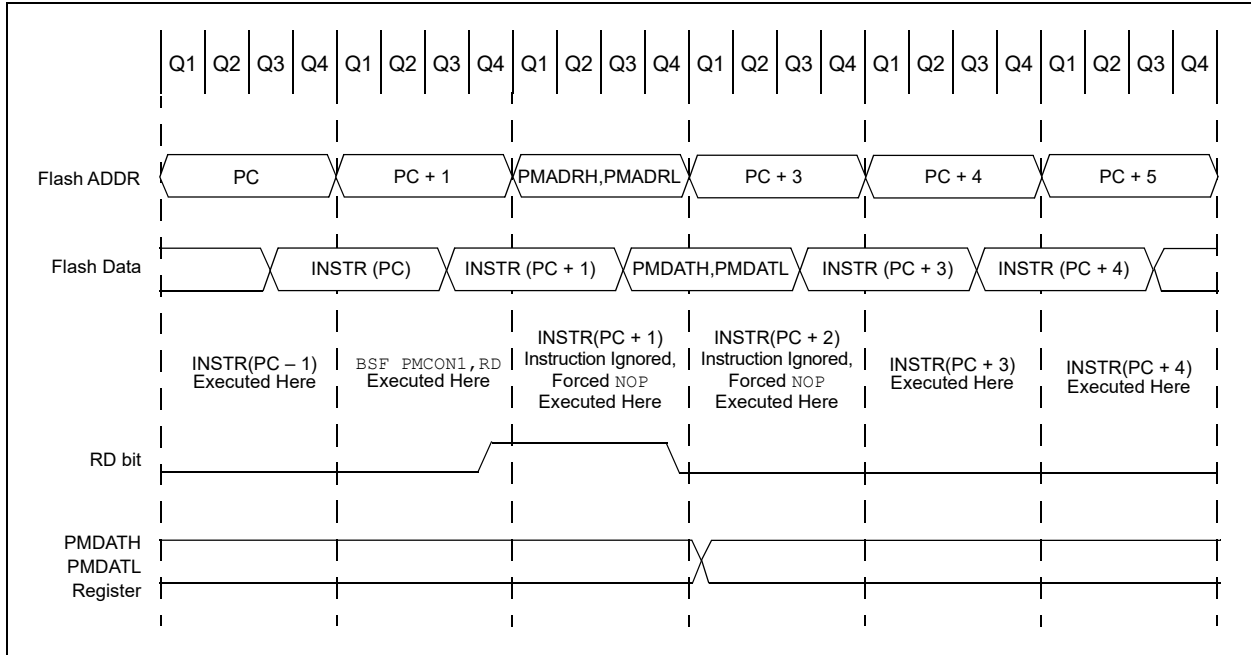 Q1 Q2 Q3 Q4 Q1 Q2 Q3 Q4 Q1 Q2 Q3 Q4 Q1 Q2 Q3 Q4 Q1 Q2 Q3 Q4 Q1 Q2 Q3 Q4
Flash ADDR PC PC + 1 PMADRH,PMADRL PC + 3 PC + 4 PC + 5
Flash Data INSTR (PC) INSTR (PC + 1) PMDATH,PMDATL INSTR (PC + 3) INSTR (PC + 4)
INSTR(PC – 1)
Executed Here
BSF PMCON1,RD
Executed Here
INSTR(PC + 1)
Instruction Ignored,
Forced NOP
Executed Here
INSTR(PC + 2)
Instruction Ignored,
Forced NOP
Executed Here
INSTR(PC + 3)
Executed Here
INSTR(PC + 4)
Executed Here
RD bit
PMDATH
PMDATL
Register